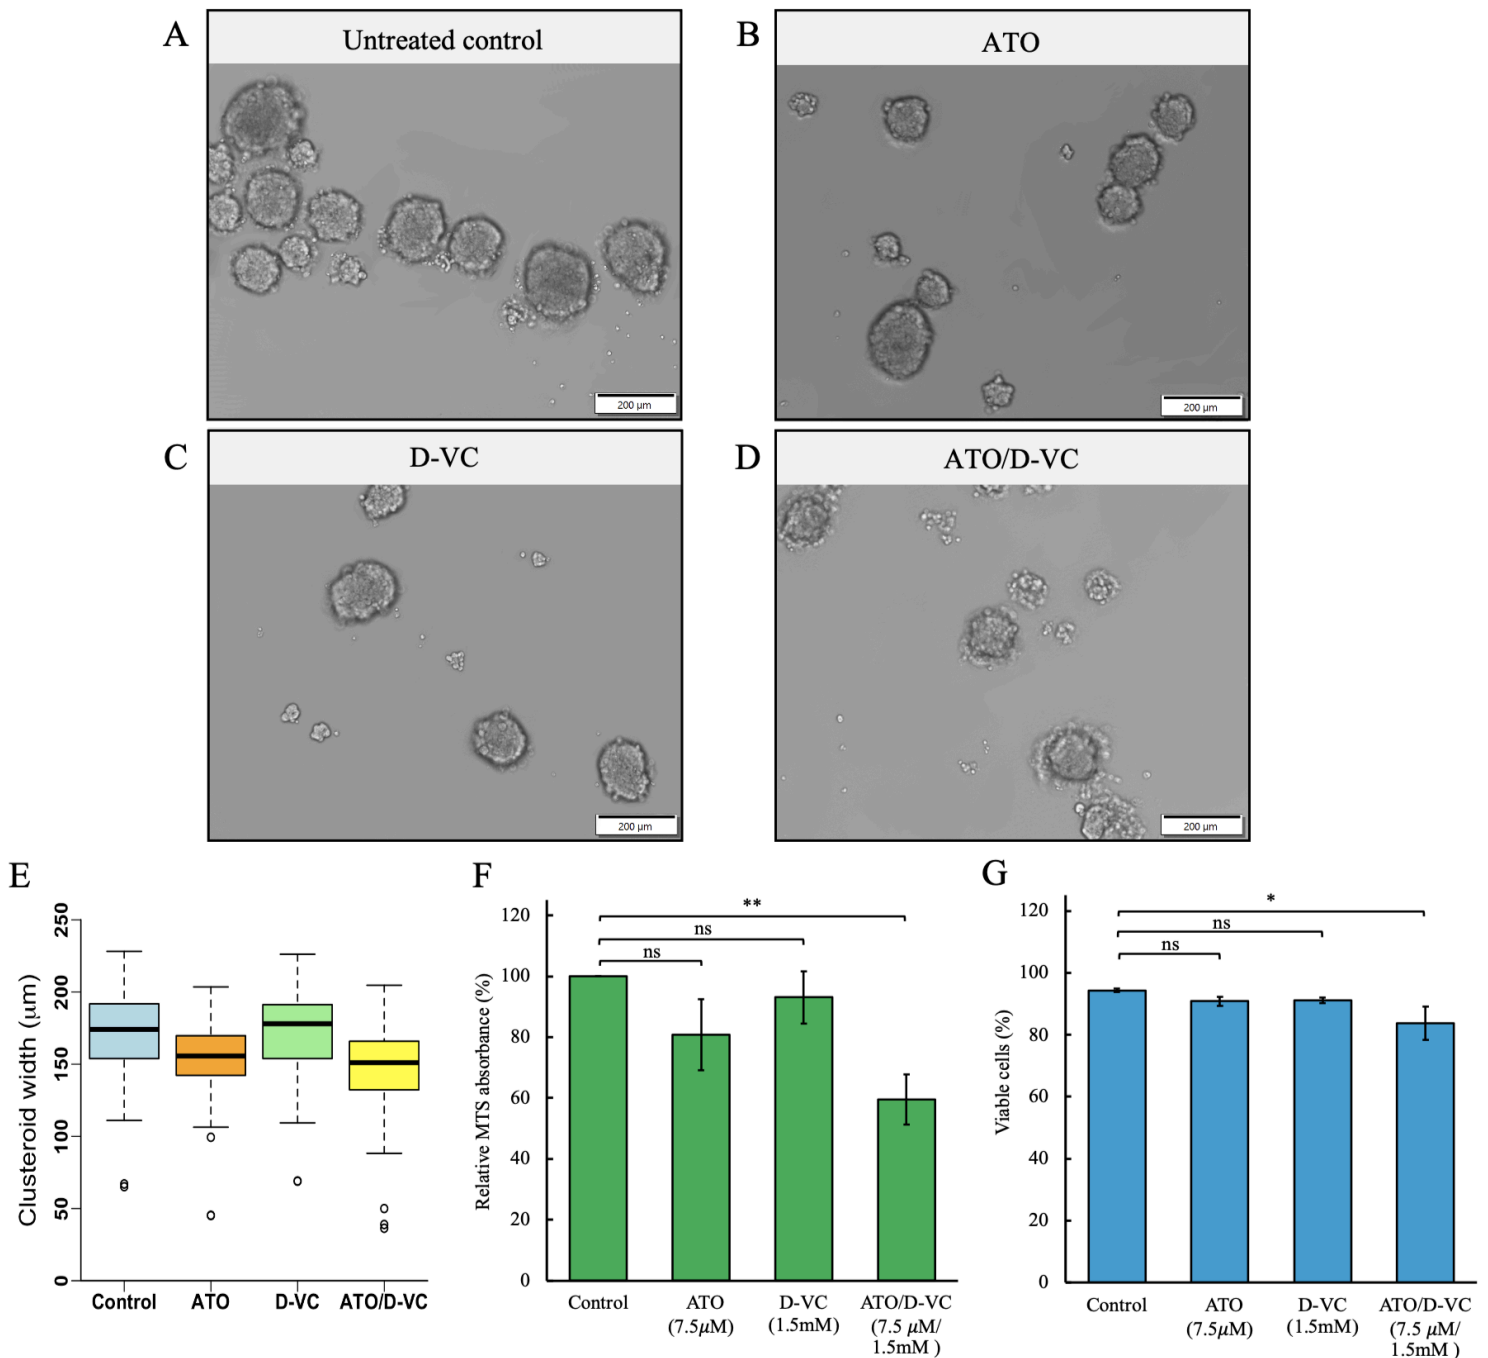 A
Untreated control
B
ATO
200 µm
200 µm
C
D-VC
D
ATO/D-VC
200 µm
200 µm
E
Clusteroid width (µm)
250
200
150
100
50
0
Control
ATO
D-VC
ATO/D-VC
F
Relative MTS absorbance (%)
120
100
80
60
40
20
0
**
ns
ns
Control
ATO
(7.5µM)
D-VC
(1.5mM)
ATO/D-VC
(7.5 µM/
1.5mM )
G
Viable cells (%)
120
100
80
60
40
20
0
*
ns
ns
Control
ATO
(7.5µM)
D-VC
(1.5mM)
ATO/D-VC
(7.5 µM/
1.5mM )